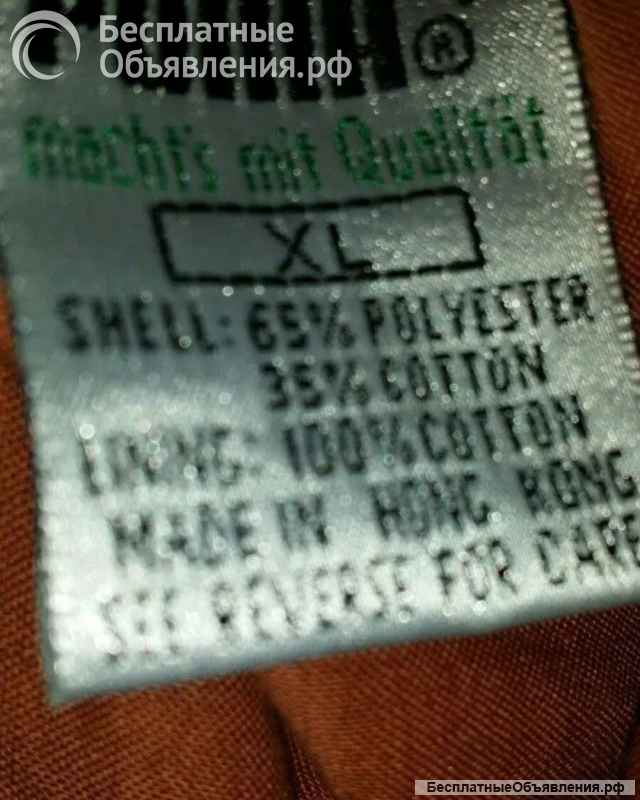 Бесплатные
Объявления.рф
®
macht's mit Qualität
XL
SHELL: 65% POLYESTER
35% COTTON
LINING: 100% COTTON
MADE IN HONG KONG
SEE REVERSE FOR CARE
БесплатныеОбъявления.рф